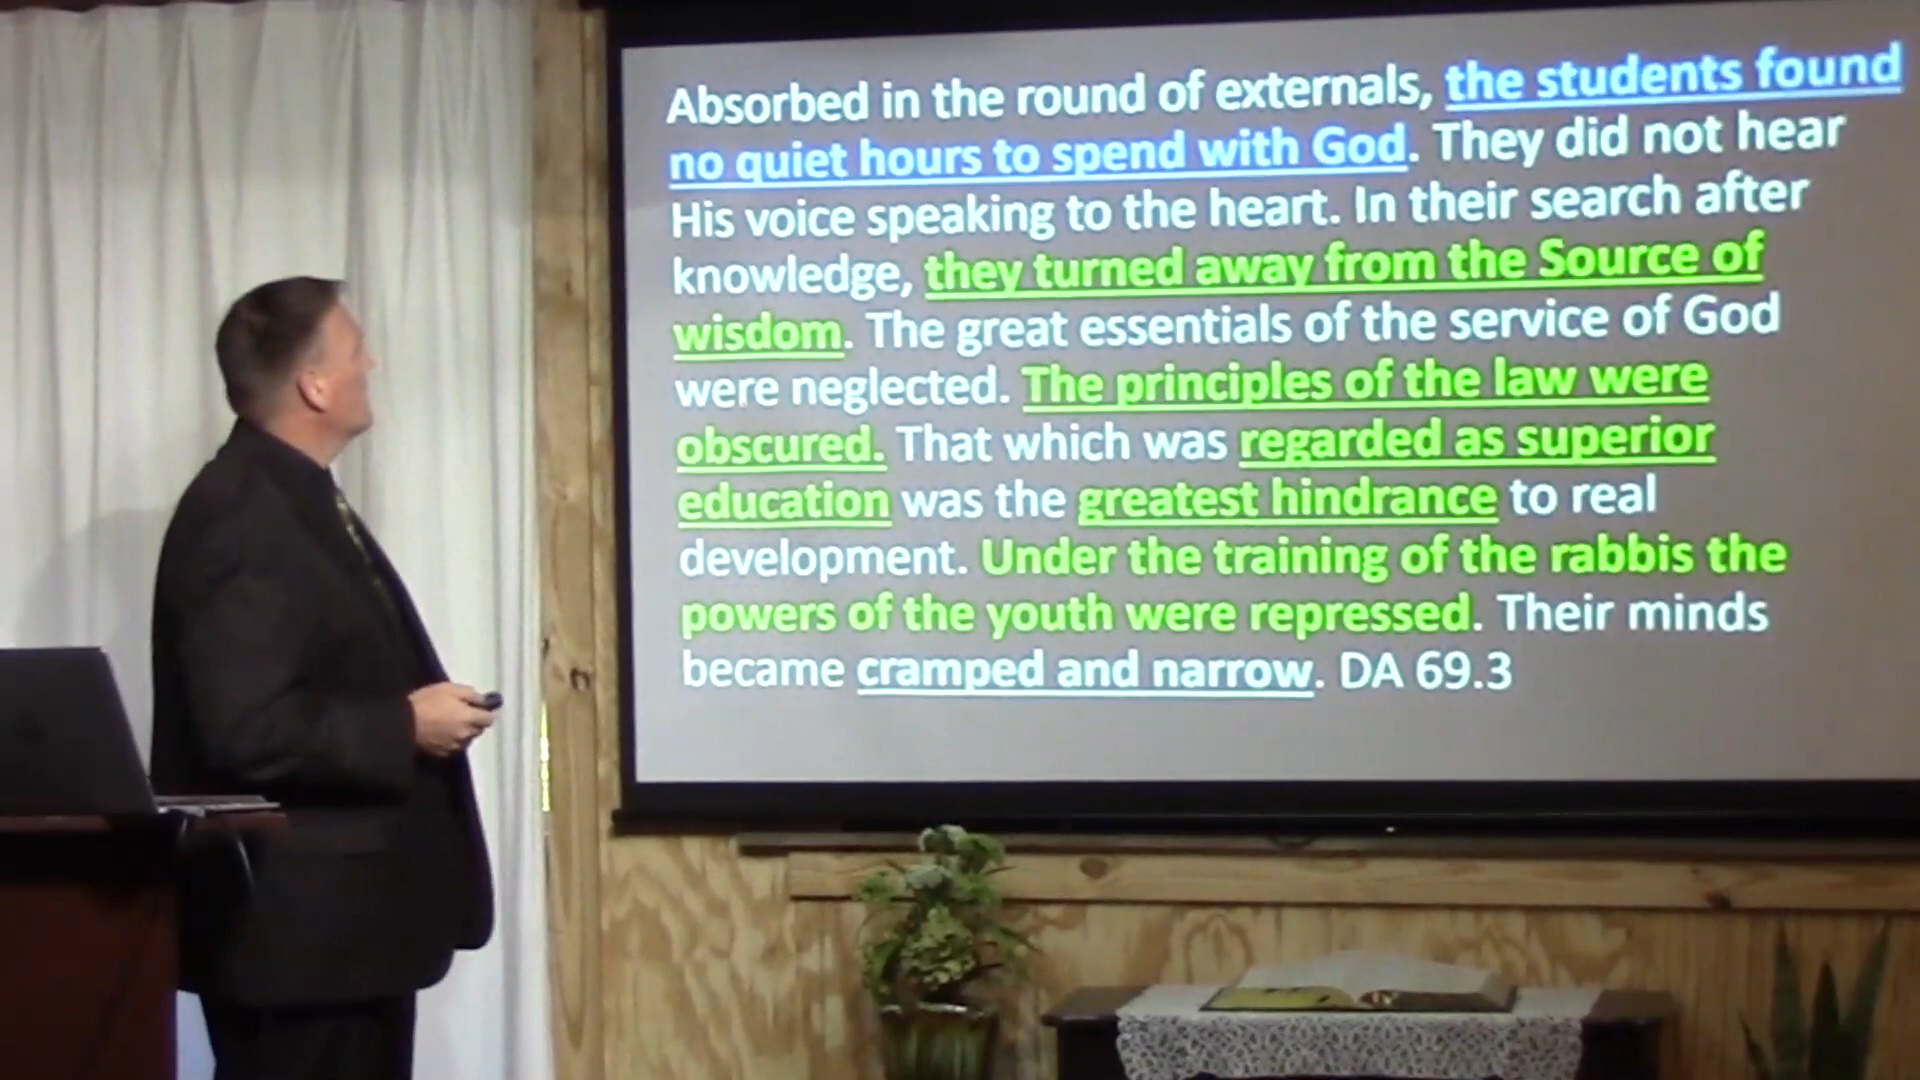 Absorbed in the round of externals, the students found
no quiet hours to spend with God. They did not hear
His voice speaking to the heart. In their search after
knowledge, they turned away from the Source of
wisdom. The great essentials of the service of God
were neglected. The principles of the law were
obscured. That which was regarded as superior
education was the greatest hindrance to real
development. Under the training of the rabbis the
powers of the youth were repressed. Their minds
became cramped and narrow. DA 69.3